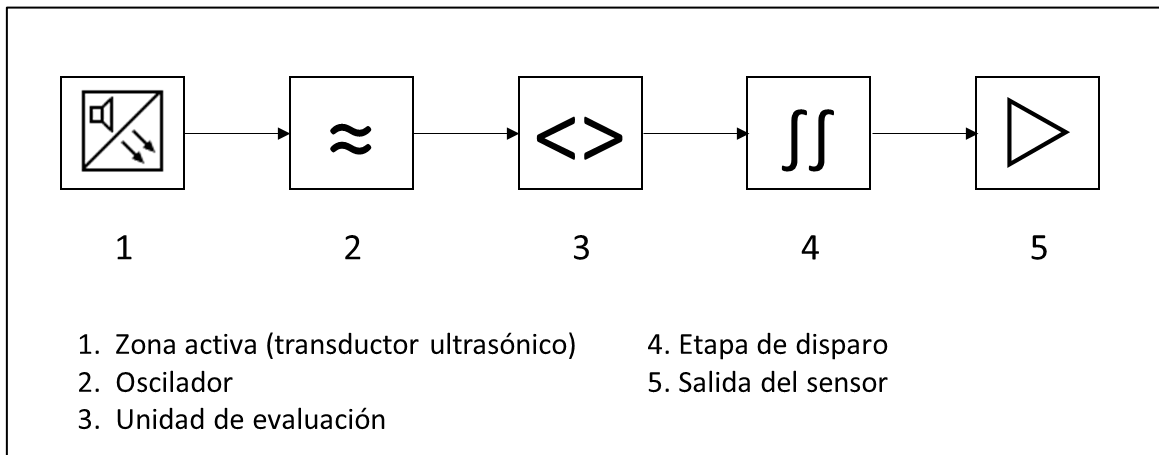 ≈ <> ∫∫
1 2 3 4 5
1. Zona activa (transductor ultrasónico)
2. Oscilador
3. Unidad de evaluación
4. Etapa de disparo
5. Salida del sensor